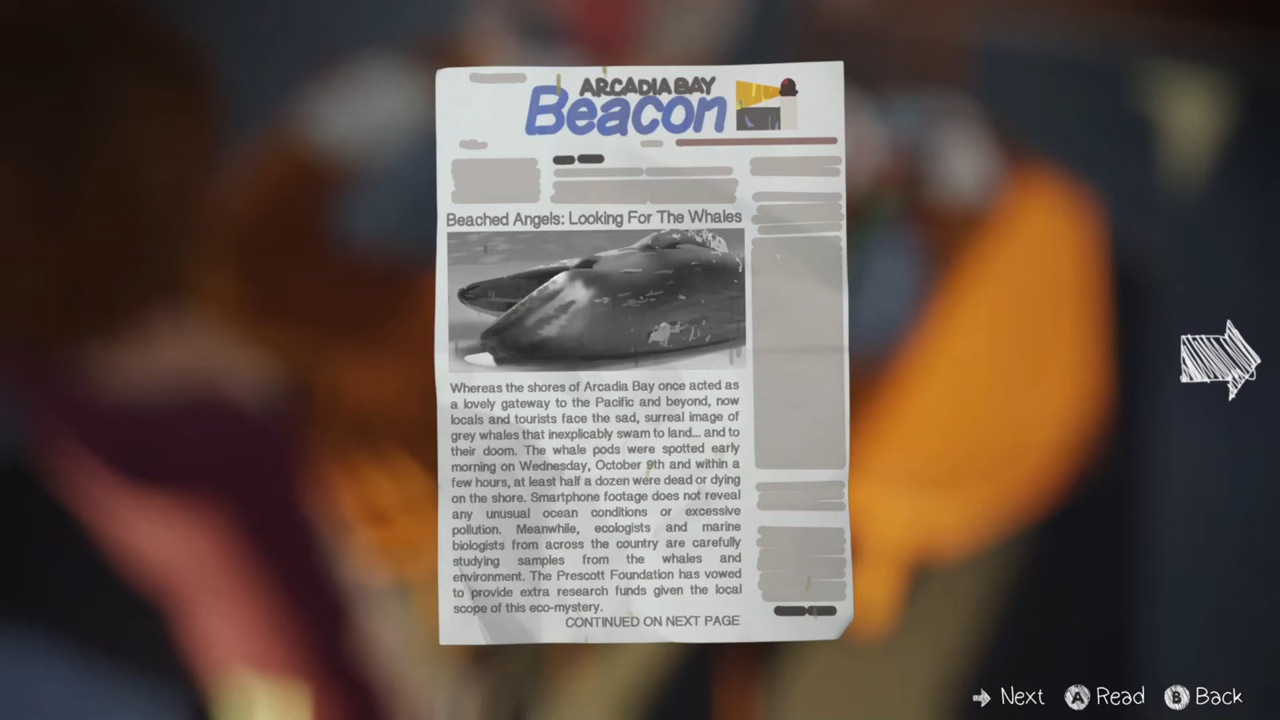 ARCADIA BAY
Beacon
Beached Angels: Looking For The Whales
Whereas the shores of Arcadia Bay once acted as
a lovely gateway to the Pacific and beyond, now
locals and tourists face the sad, surreal image of
grey whales that inexplicably swam to land... and to
their doom. The whale pods were spotted early
morning on Wednesday, October 9th and within a
few hours, at least half a dozen were dead or dying
on the shore. Smartphone footage does not reveal
any unusual ocean conditions or excessive
pollution. Meanwhile, ecologists and marine
biologists from across the country are carefully
studying samples from the whales and
environment. The Prescott Foundation has vowed
to provide extra research funds given the local
scope of this eco-mystery.
CONTINUED ON NEXT PAGE
Next A Read B Back